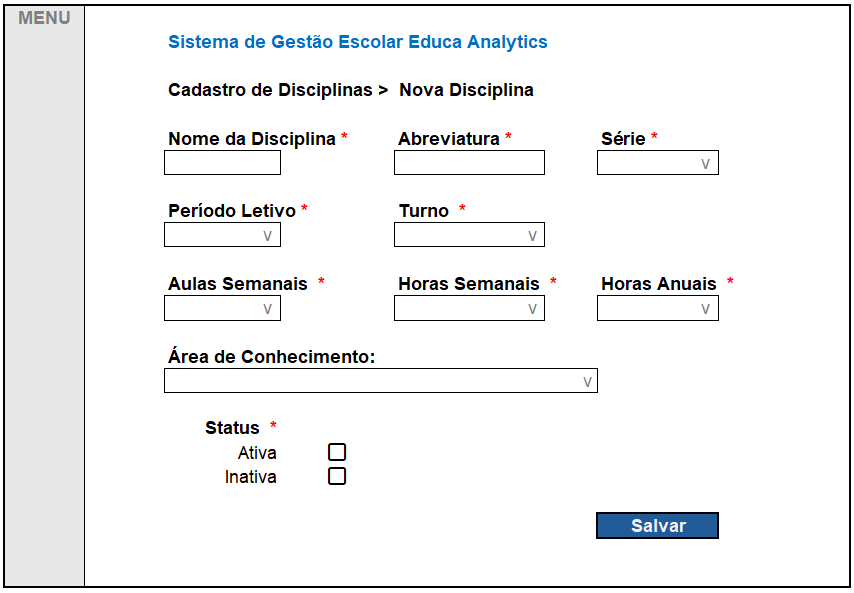 MENU
Sistema de Gestão Escolar Educa Analytics
Cadastro de Disciplinas > Nova Disciplina
Nome da Disciplina * Abreviatura * Série *
v
Período Letivo * Turno *
v v
Aulas Semanais * Horas Semanais * Horas Anuais *
v v v
Área de Conhecimento:
v
Status *
Ativa
Inativa
Salvar